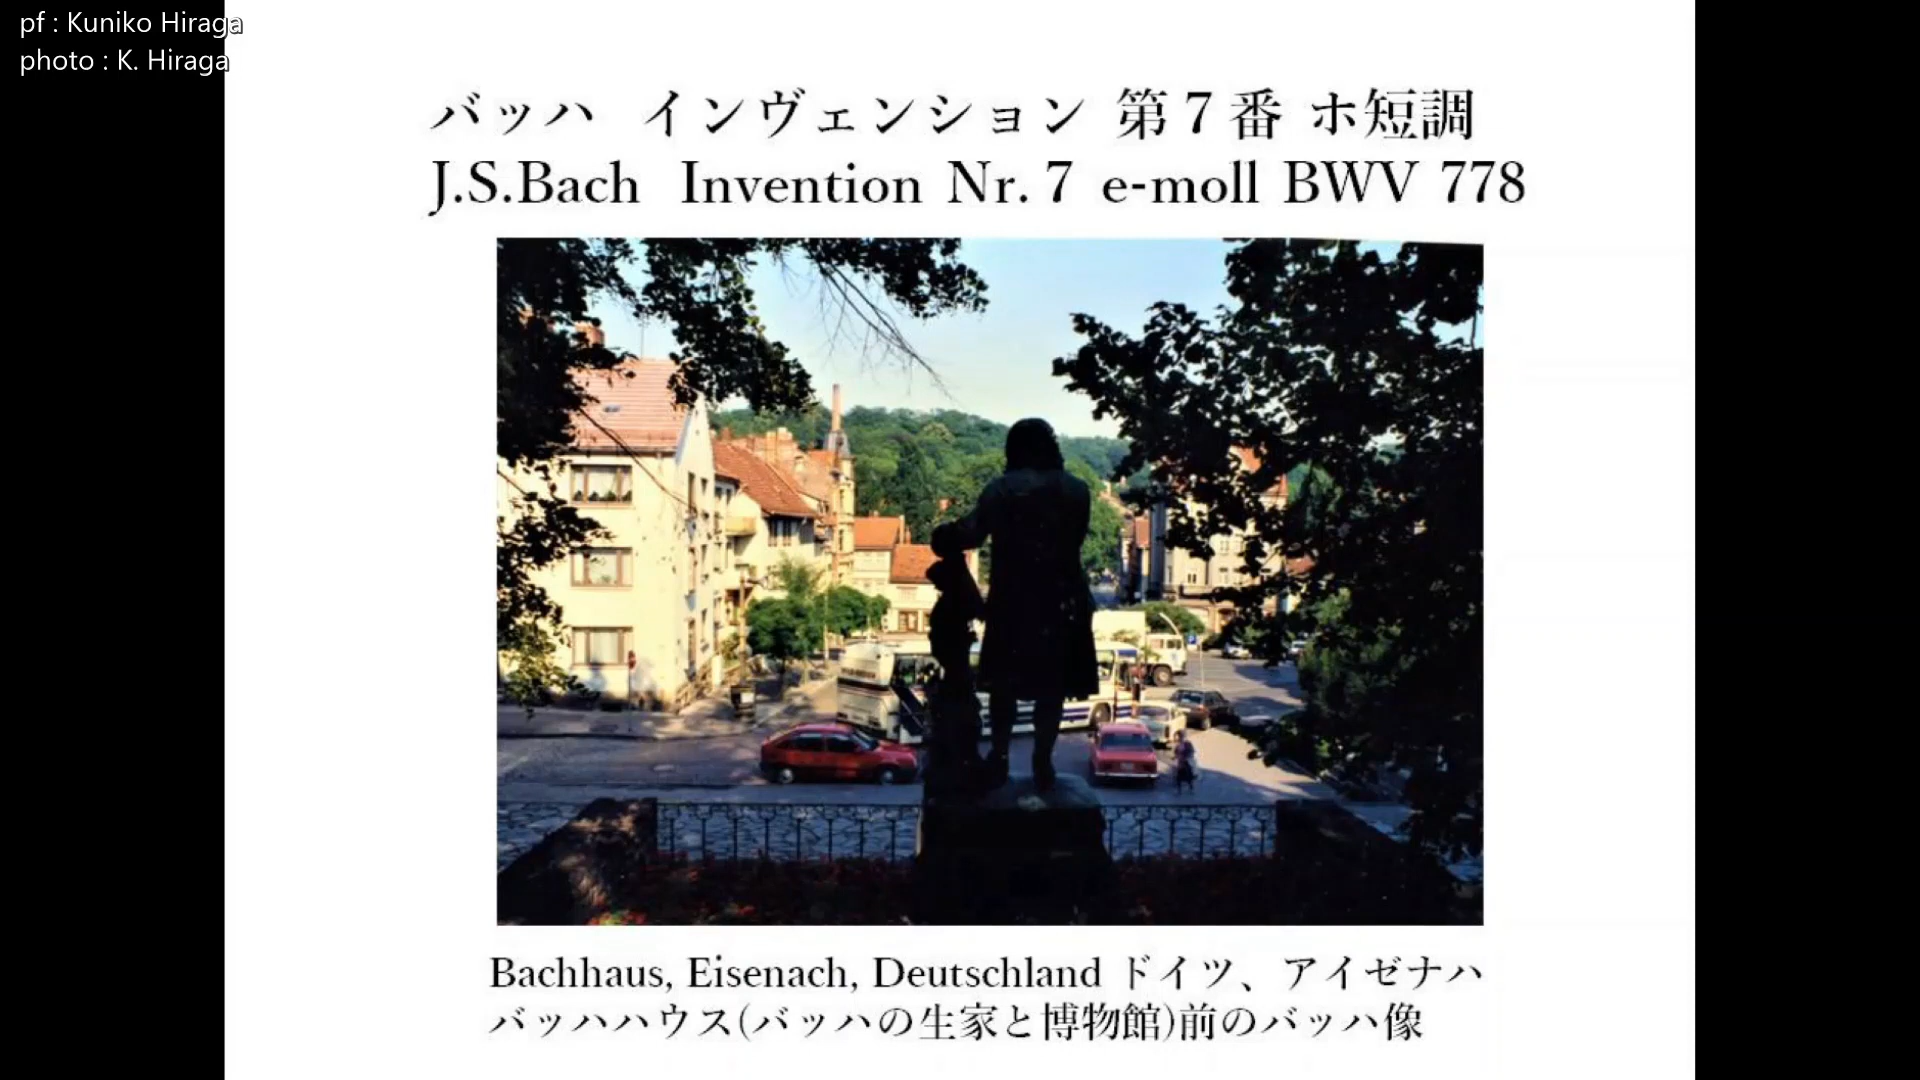 pf : Kuniko Hiraga
photo : K. Hiraga
バッハ インヴェンション 第7番 ホ短調
J.S.Bach Invention Nr. 7 e-moll BWV 778
Bachhaus, Eisenach, Deutschland ドイツ、アイゼナハ
バッハハウス(バッハの生家と博物館)前のバッハ像